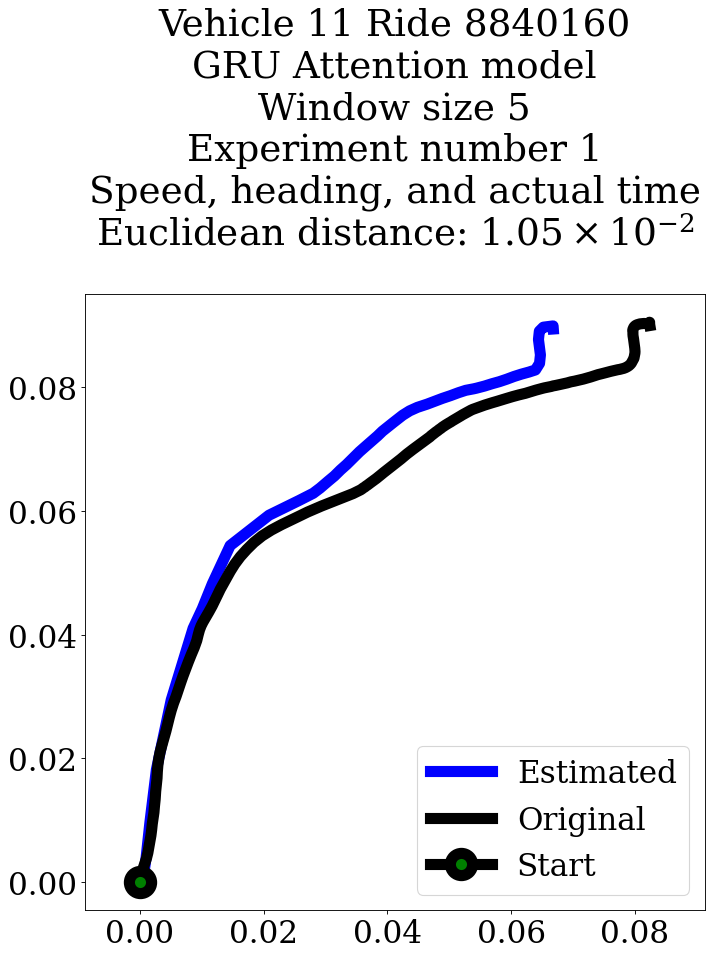 Vehicle 11 Ride 8840160
GRU Attention model
Window size 5
Experiment number 1
Speed, heading, and actual time
Euclidean distance: 1.05 × 10⁻²
0.08
0.06
0.04
0.02
0.00
Estimated
Original
Start
0.00 0.02 0.04 0.06 0.08